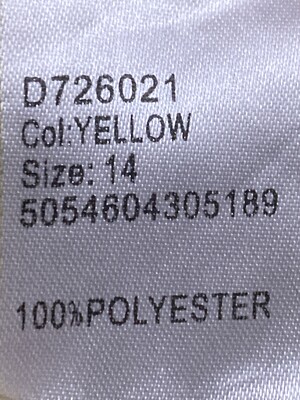 D726021
Col:YELLOW
Size: 14
5054604305189
100%POLYESTER